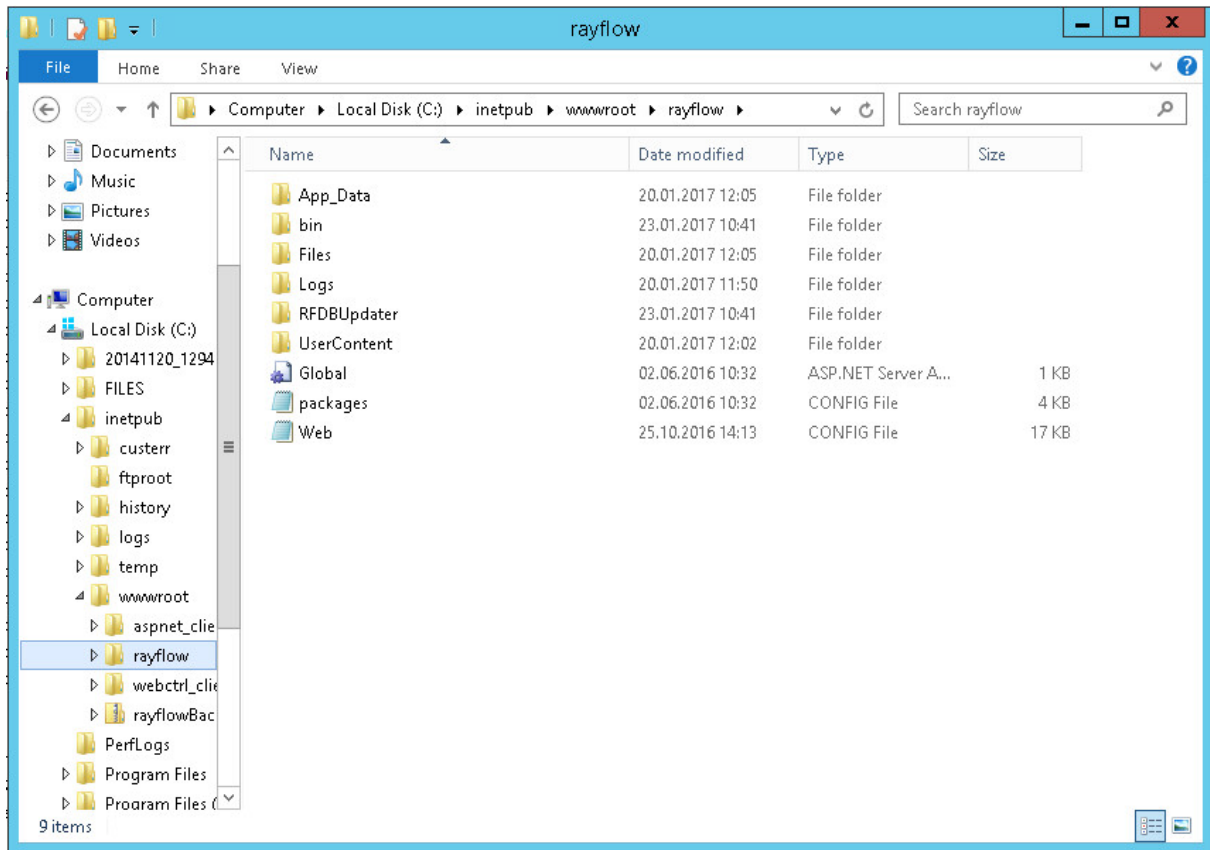 rayflow
File Home Share View
Computer Local Disk (C:) inetpub wwwroot rayflow Search rayflow
Documents
Music
Pictures
Videos
Computer
Local Disk (C:)
20141120_1294
FILES
inetpub
custerr
ftproot
history
logs
temp
wwwroot
aspnet_clie
rayflow
webctrl_clie
rayflowBac
PerfLogs
Program Files
Program Files (
Name Date modified Type Size
App_Data 20.01.2017 12:05 File folder
bin 23.01.2017 10:41 File folder
Files 20.01.2017 12:05 File folder
Logs 20.01.2017 11:50 File folder
RFDBUpdater 23.01.2017 10:41 File folder
UserContent 20.01.2017 12:02 File folder
Global 02.06.2016 10:32 ASP.NET Server A... 1 KB
packages 02.06.2016 10:32 CONFIG File 4 KB
Web 25.10.2016 14:13 CONFIG File 17 KB
9 items